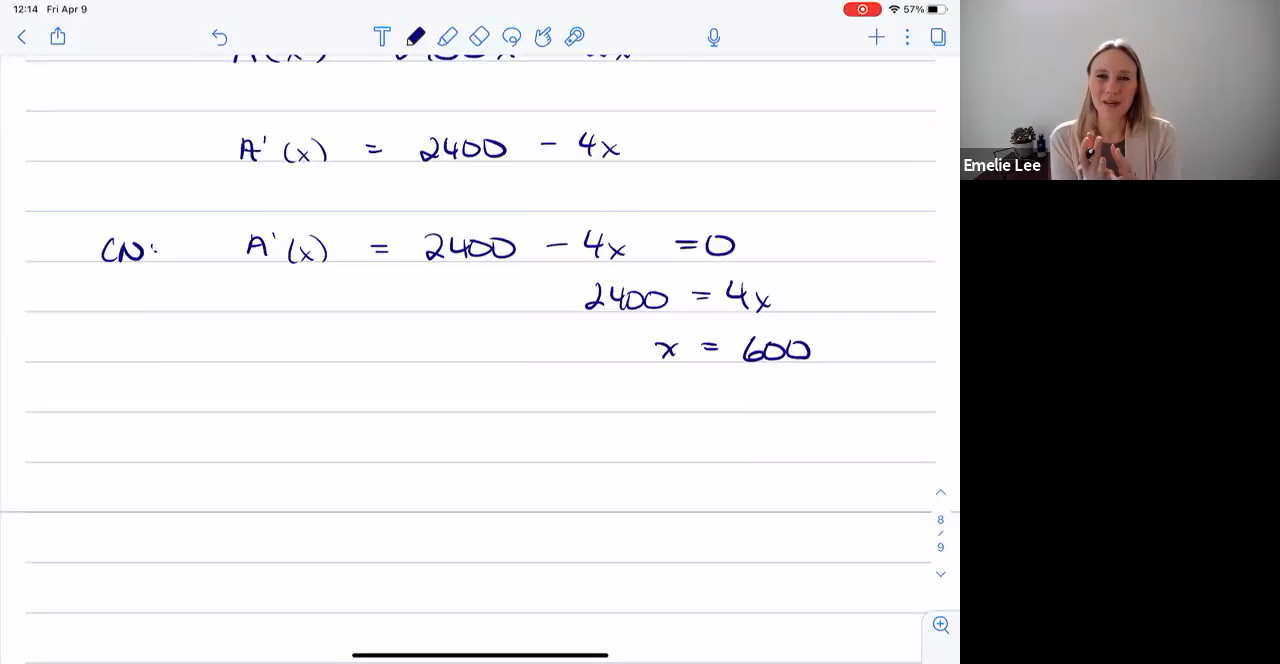 12:14 Fri Apr 9
57%
A'(x) = 2400 - 4x
CN: A'(x) = 2400 - 4x = 0
2400 = 4x
x = 600
8
/
9
Emelie Lee